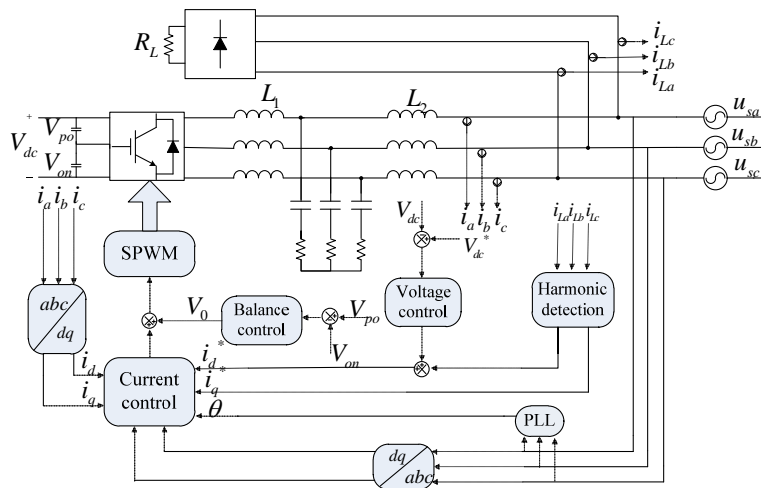 R_L
i_Lc
i_Lb
i_La
L_1
L_2
u_sa
u_sb
u_sc
+
V_po
V_dc
V_on
−
i_a i_b i_c
i_a i_b i_c
V_dc
V_dc*
i_La i_Lb i_Lc
SPWM
abc
dq
V_0
Balance control
V_po
V_on
Voltage control
Harmonic detection
i_d
i_q
Current control
i_d*
i_q*
θ
PLL
dq
abc